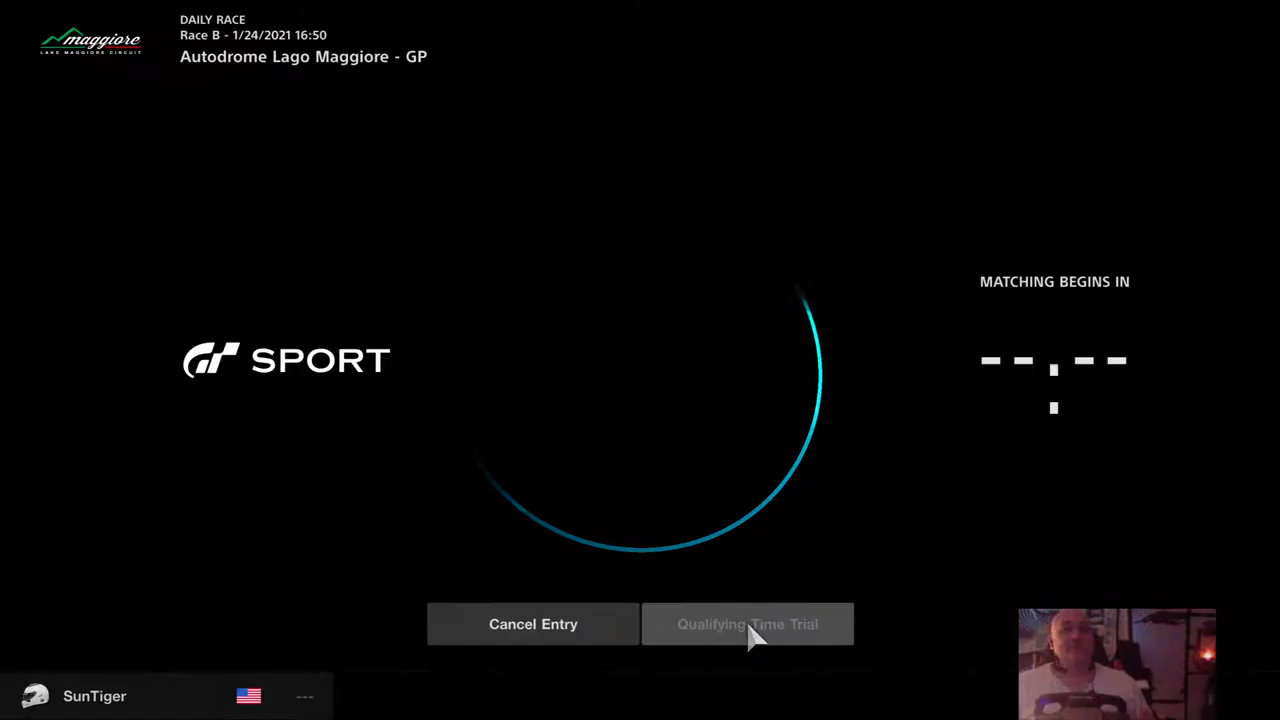 maggiore
LAKE MAGGIORE CIRCUIT
DAILY RACE
Race B - 1/24/2021 16:50
Autodrome Lago Maggiore - GP
GT SPORT
MATCHING BEGINS IN
-- : --
Cancel Entry
Qualifying Time Trial
SunTiger
---